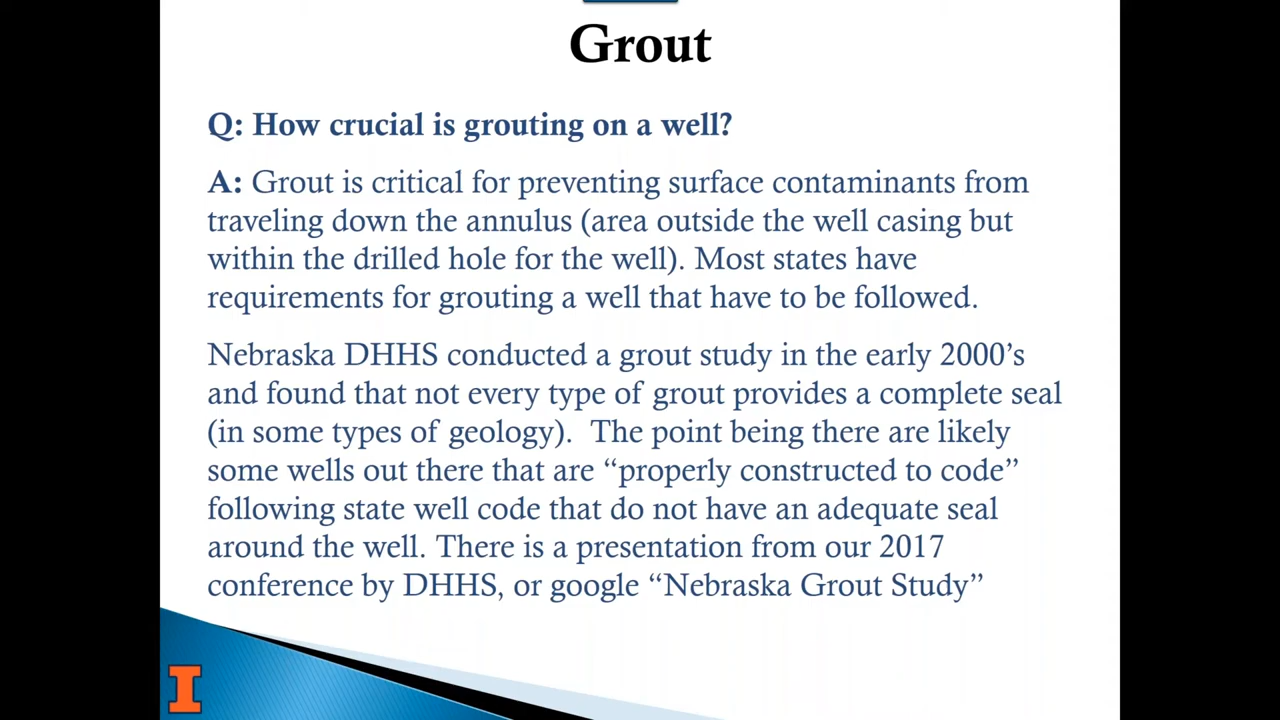 Grout
Q: How crucial is grouting on a well?
A: Grout is critical for preventing surface contaminants from
traveling down the annulus (area outside the well casing but
within the drilled hole for the well). Most states have
requirements for grouting a well that have to be followed.
Nebraska DHHS conducted a grout study in the early 2000’s
and found that not every type of grout provides a complete seal
(in some types of geology).  The point being there are likely
some wells out there that are “properly constructed to code”
following state well code that do not have an adequate seal
around the well. There is a presentation from our 2017
conference by DHHS, or google “Nebraska Grout Study”
I